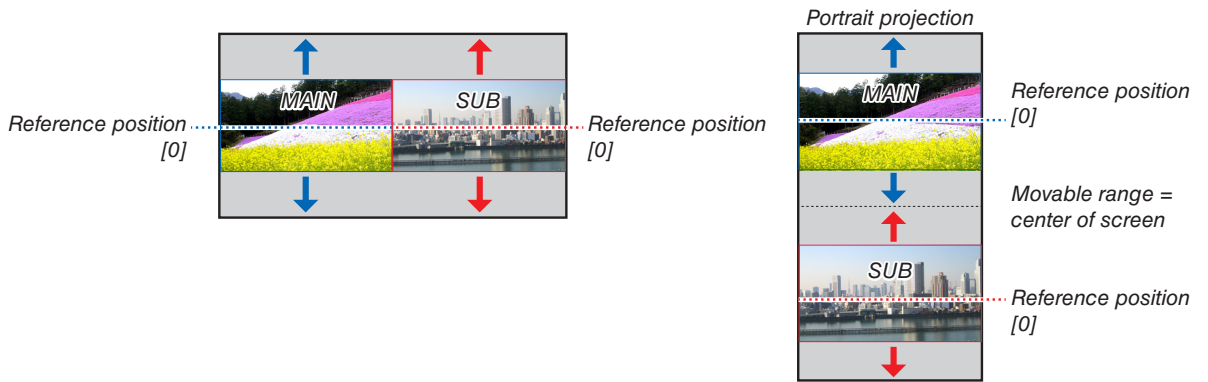 Portrait projection
MAIN
SUB
Reference position
[0]
Reference position
[0]
MAIN
Reference position
[0]
Movable range =
center of screen
SUB
Reference position
[0]